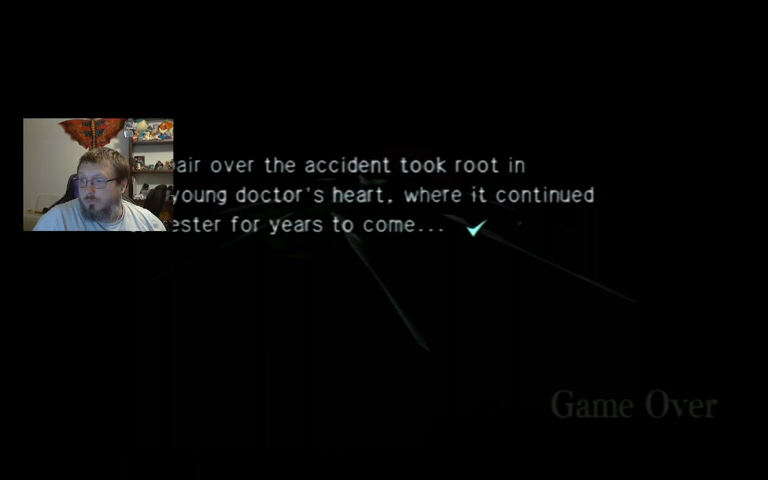 air over the accident took root in
young doctor's heart, where it continued
ester for years to come...
Game Over